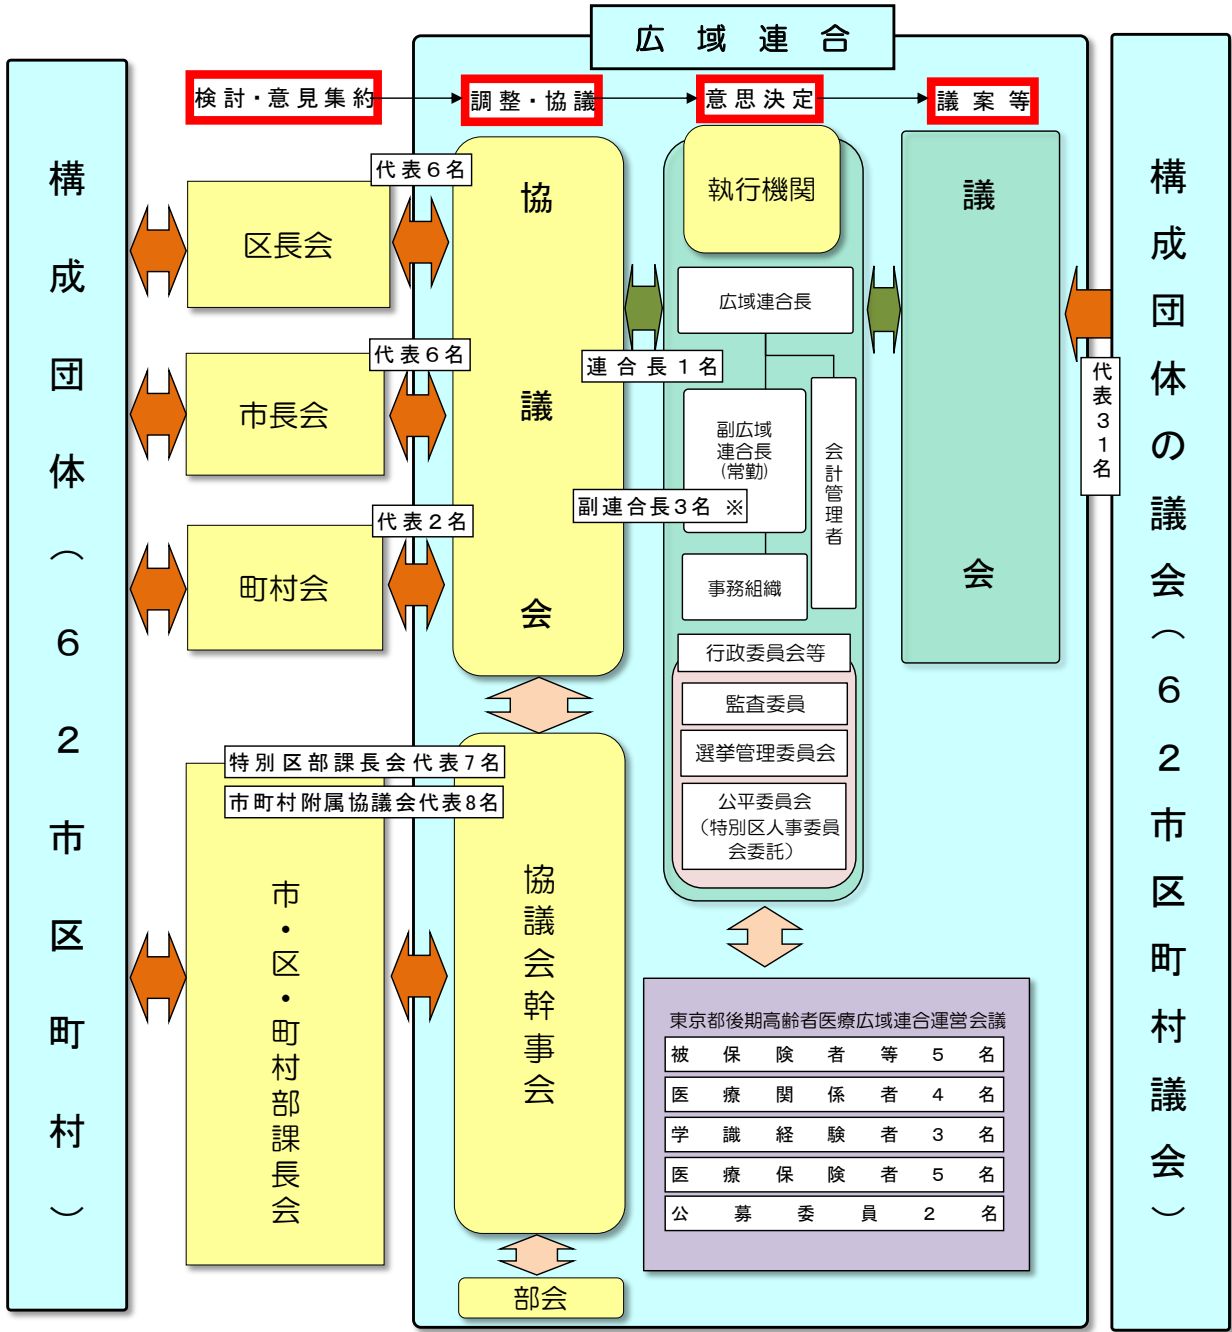 広域連合
検討・意見集約
調整・協議
意思決定
議案等
構成団体（６２市区町村）
区長会
代表６名
市長会
代表６名
町村会
代表２名
協議会
執行機関
広域連合長
連合長１名
副広域
連合長
(常勤)
副連合長３名 ※
会計管理者
事務組織
行政委員会等
監査委員
選挙管理委員会
公平委員会
（特別区人事委員
会委託）
議会
代表３１名
構成団体の議会（６２市区町村議会）
特別区部課長会代表７名
市町村附属協議会代表８名
市・区・町村部課長会
協議会幹事会
部会
東京都後期高齢者医療広域連合運営会議
被保険者等５名
医療関係者４名
学識経験者３名
医療保険者５名
公募委員２名